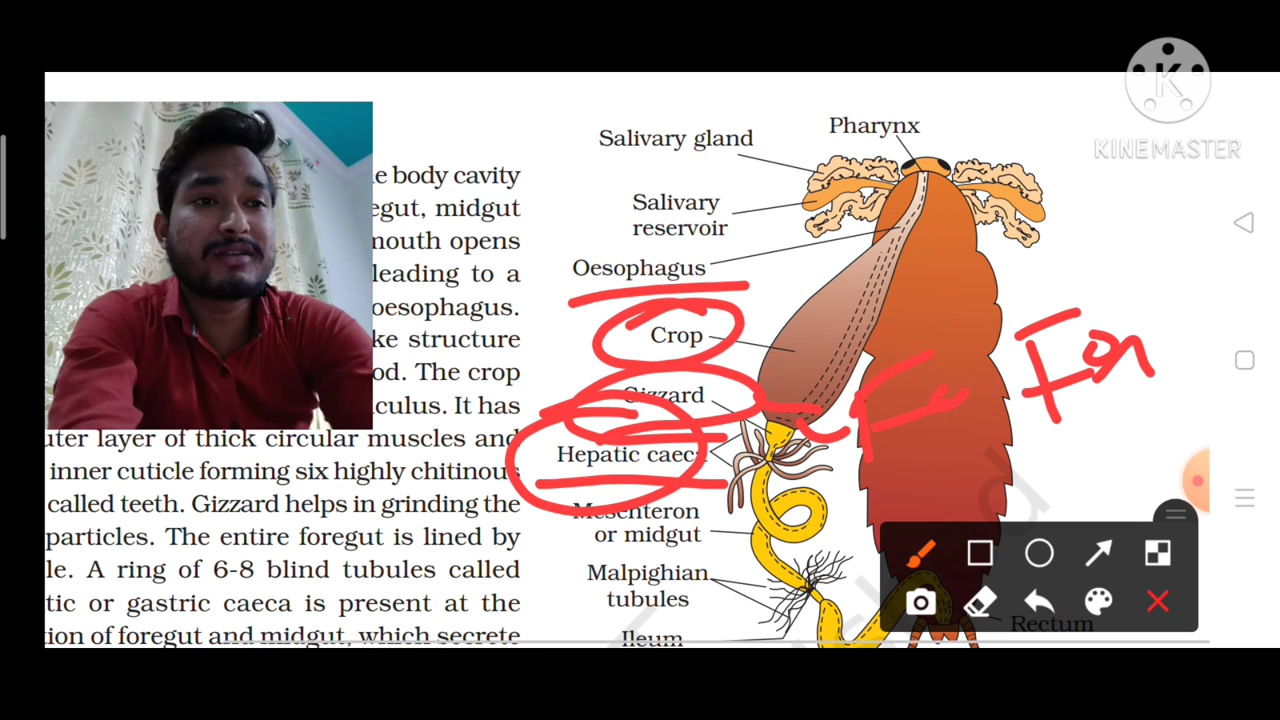 KINEMASTER
e body cavity
egut, midgut
mouth opens
leading to a
oesophagus.
ke structure
od. The crop
iculus. It has
uter layer of thick circular muscles and
inner cuticle forming six highly chitinous
called teeth. Gizzard helps in grinding the
particles. The entire foregut is lined by
le. A ring of 6-8 blind tubules called
tic or gastric caeca is present at the
ion of foregut and midgut, which secrete
Pharynx
Salivary gland
Salivary
reservoir
Oesophagus
Crop
Gizzard
Hepatic caeca
Mesenteron
or midgut
Malpighian
tubules
Ileum
Rectum